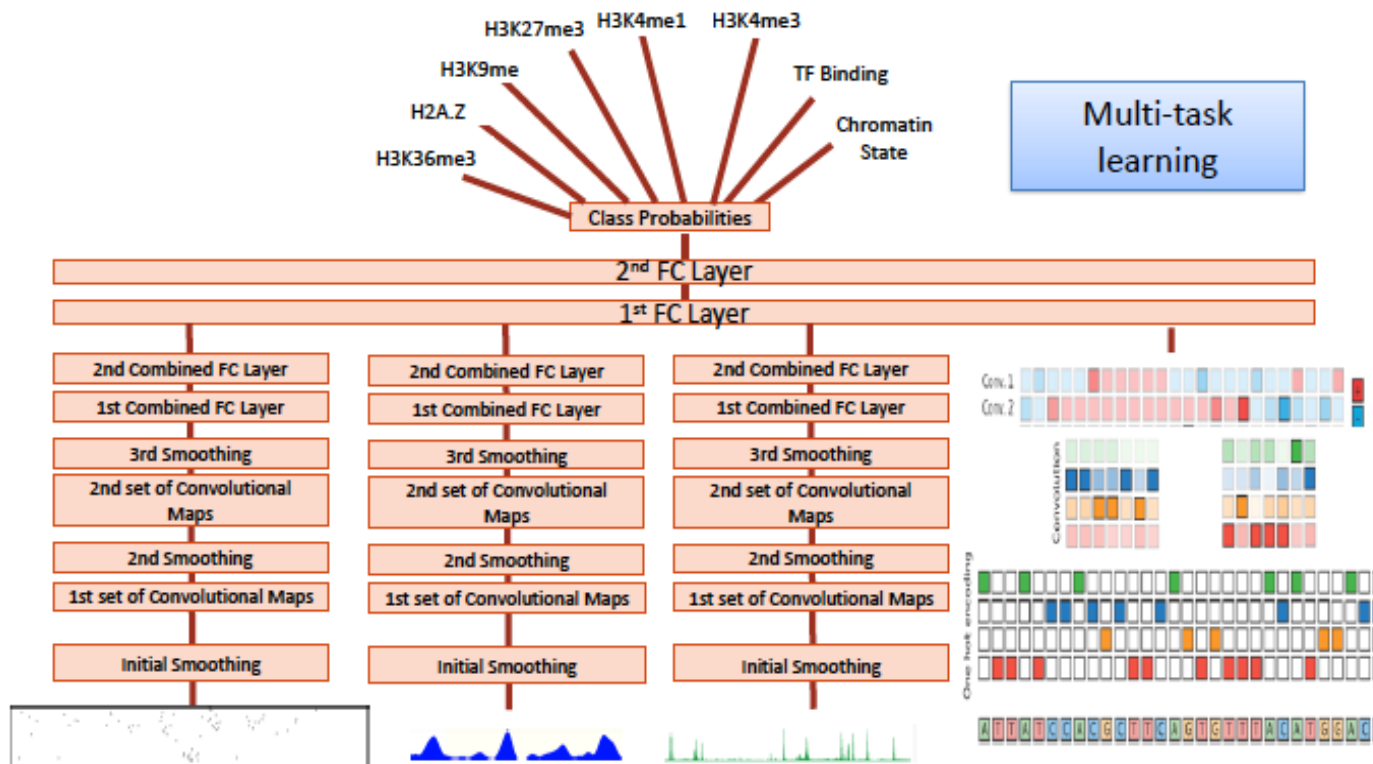 H3K4me1
H3K4me3
H3K27me3
H3K9me
TF Binding
H2A.Z
Chromatin
State
H3K36me3
Multi-task
learning
Class Probabilities
2nd FC Layer
1st FC Layer
2nd Combined FC Layer
1st Combined FC Layer
3rd Smoothing
2nd set of Convolutional
Maps
2nd Smoothing
1st set of Convolutional Maps
Initial Smoothing
2nd Combined FC Layer
1st Combined FC Layer
3rd Smoothing
2nd set of Convolutional
Maps
2nd Smoothing
1st set of Convolutional Maps
Initial Smoothing
2nd Combined FC Layer
1st Combined FC Layer
3rd Smoothing
2nd set of Convolutional
Maps
2nd Smoothing
1st set of Convolutional Maps
Initial Smoothing
Conv.1
Conv.2
Convolution
One hot encoding
ATTATCCACGCTTCAGTGTTTACATGGAC